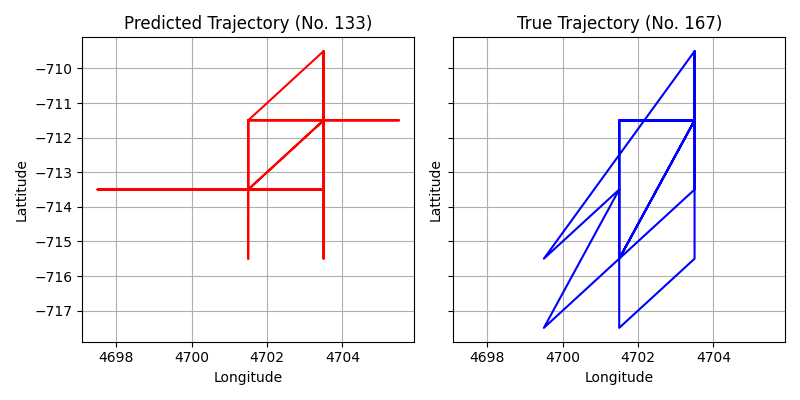 Predicted Trajectory (No. 133)
True Trajectory (No. 167)
Lattitude
−710
−711
−712
−713
−714
−715
−716
−717
4698 4700 4702 4704
Longitude
Lattitude
4698 4700 4702 4704
Longitude